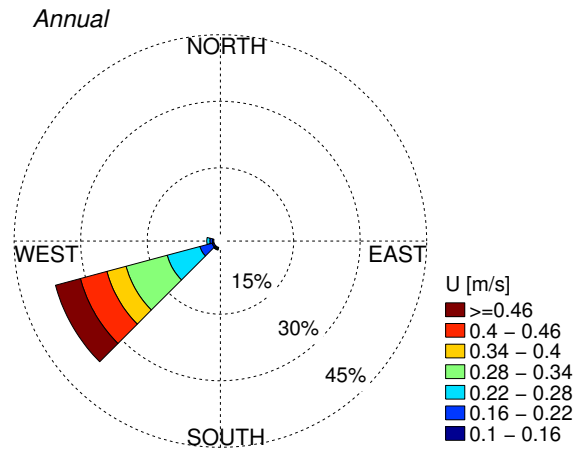 Annual
NORTH
WEST
EAST
15%
30%
45%
SOUTH
U [m/s]
>=0.46
0.4 − 0.46
0.34 − 0.4
0.28 − 0.34
0.22 − 0.28
0.16 − 0.22
0.1 − 0.16